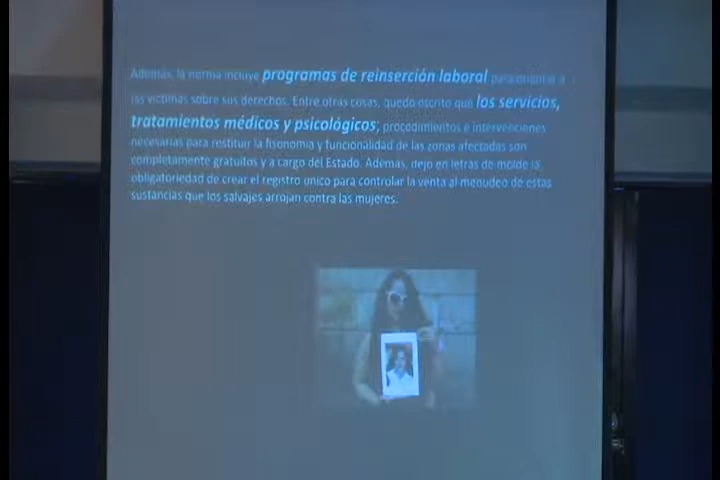 Además, la norma incluye programas de reinserción laboral para orientar a
las víctimas sobre sus derechos. Entre otras cosas, quedo escrito que los servicios,
tratamientos médicos y psicológicos, procedimientos e intervenciones
necesarias para restituir la fisonomía y funcionalidad de las zonas afectadas son
completamente gratuitos y a cargo del Estado. Además, dejo en letras de molde la
obligatoriedad de crear el registro único para controlar la venta al menudeo de estas
sustancias que los salvajes arrojan contra las mujeres.